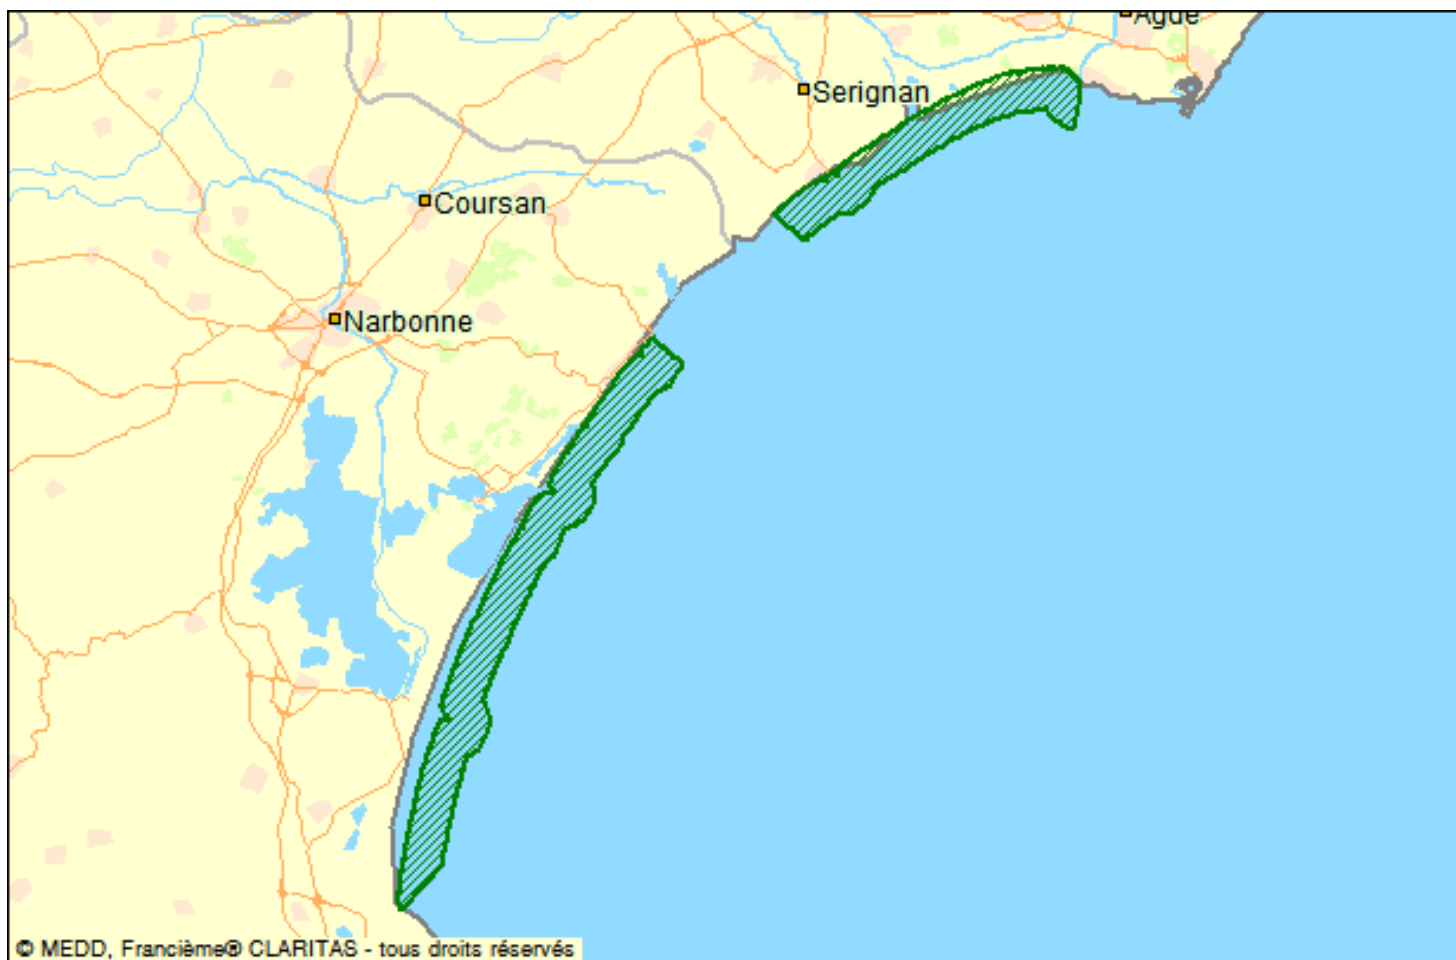 Agde
Serignan
Coursan
Narbonne
© MEDD, Francième® CLARITAS - tous droits réservés